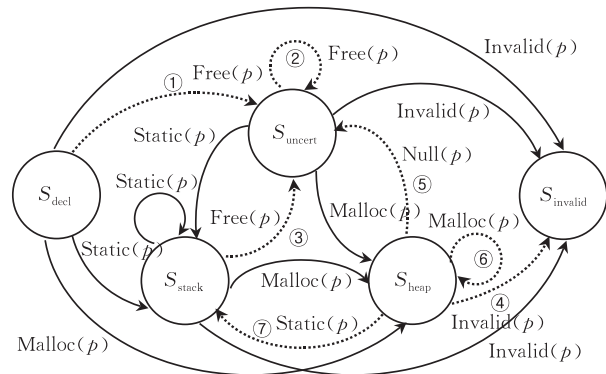 Invalid(p)
①
②
Free(p)
Free(p)
S_uncert
Invalid(p)
Static(p)
Null(p)
Static(p)
S_decl
S_invalid
⑤
Malloc(p)
Malloc(p)
Free(p)
③
Static(p)
S_stack
Malloc(p)
S_heap
⑥
④
⑦
Static(p)
Invalid(p)
Malloc(p)
Invalid(p)